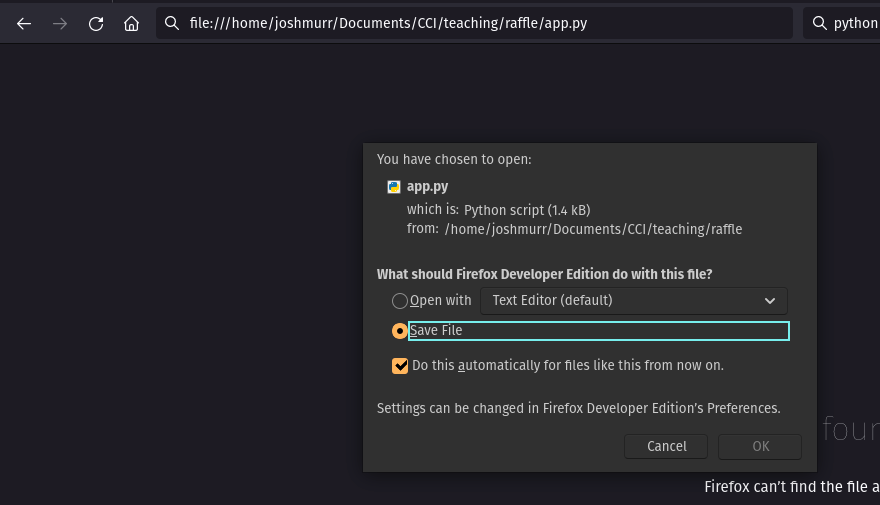 file:///home/joshmurr/Documents/CCI/teaching/raffle/app.py
python
You have chosen to open:
app.py
which is: Python script (1.4 kB)
from: /home/joshmurr/Documents/CCI/teaching/raffle
What should Firefox Developer Edition do with this file?
Open with Text Editor (default)
Save File
Do this automatically for files like this from now on.
Settings can be changed in Firefox Developer Edition's Preferences.
Cancel OK
Firefox can't find the file a